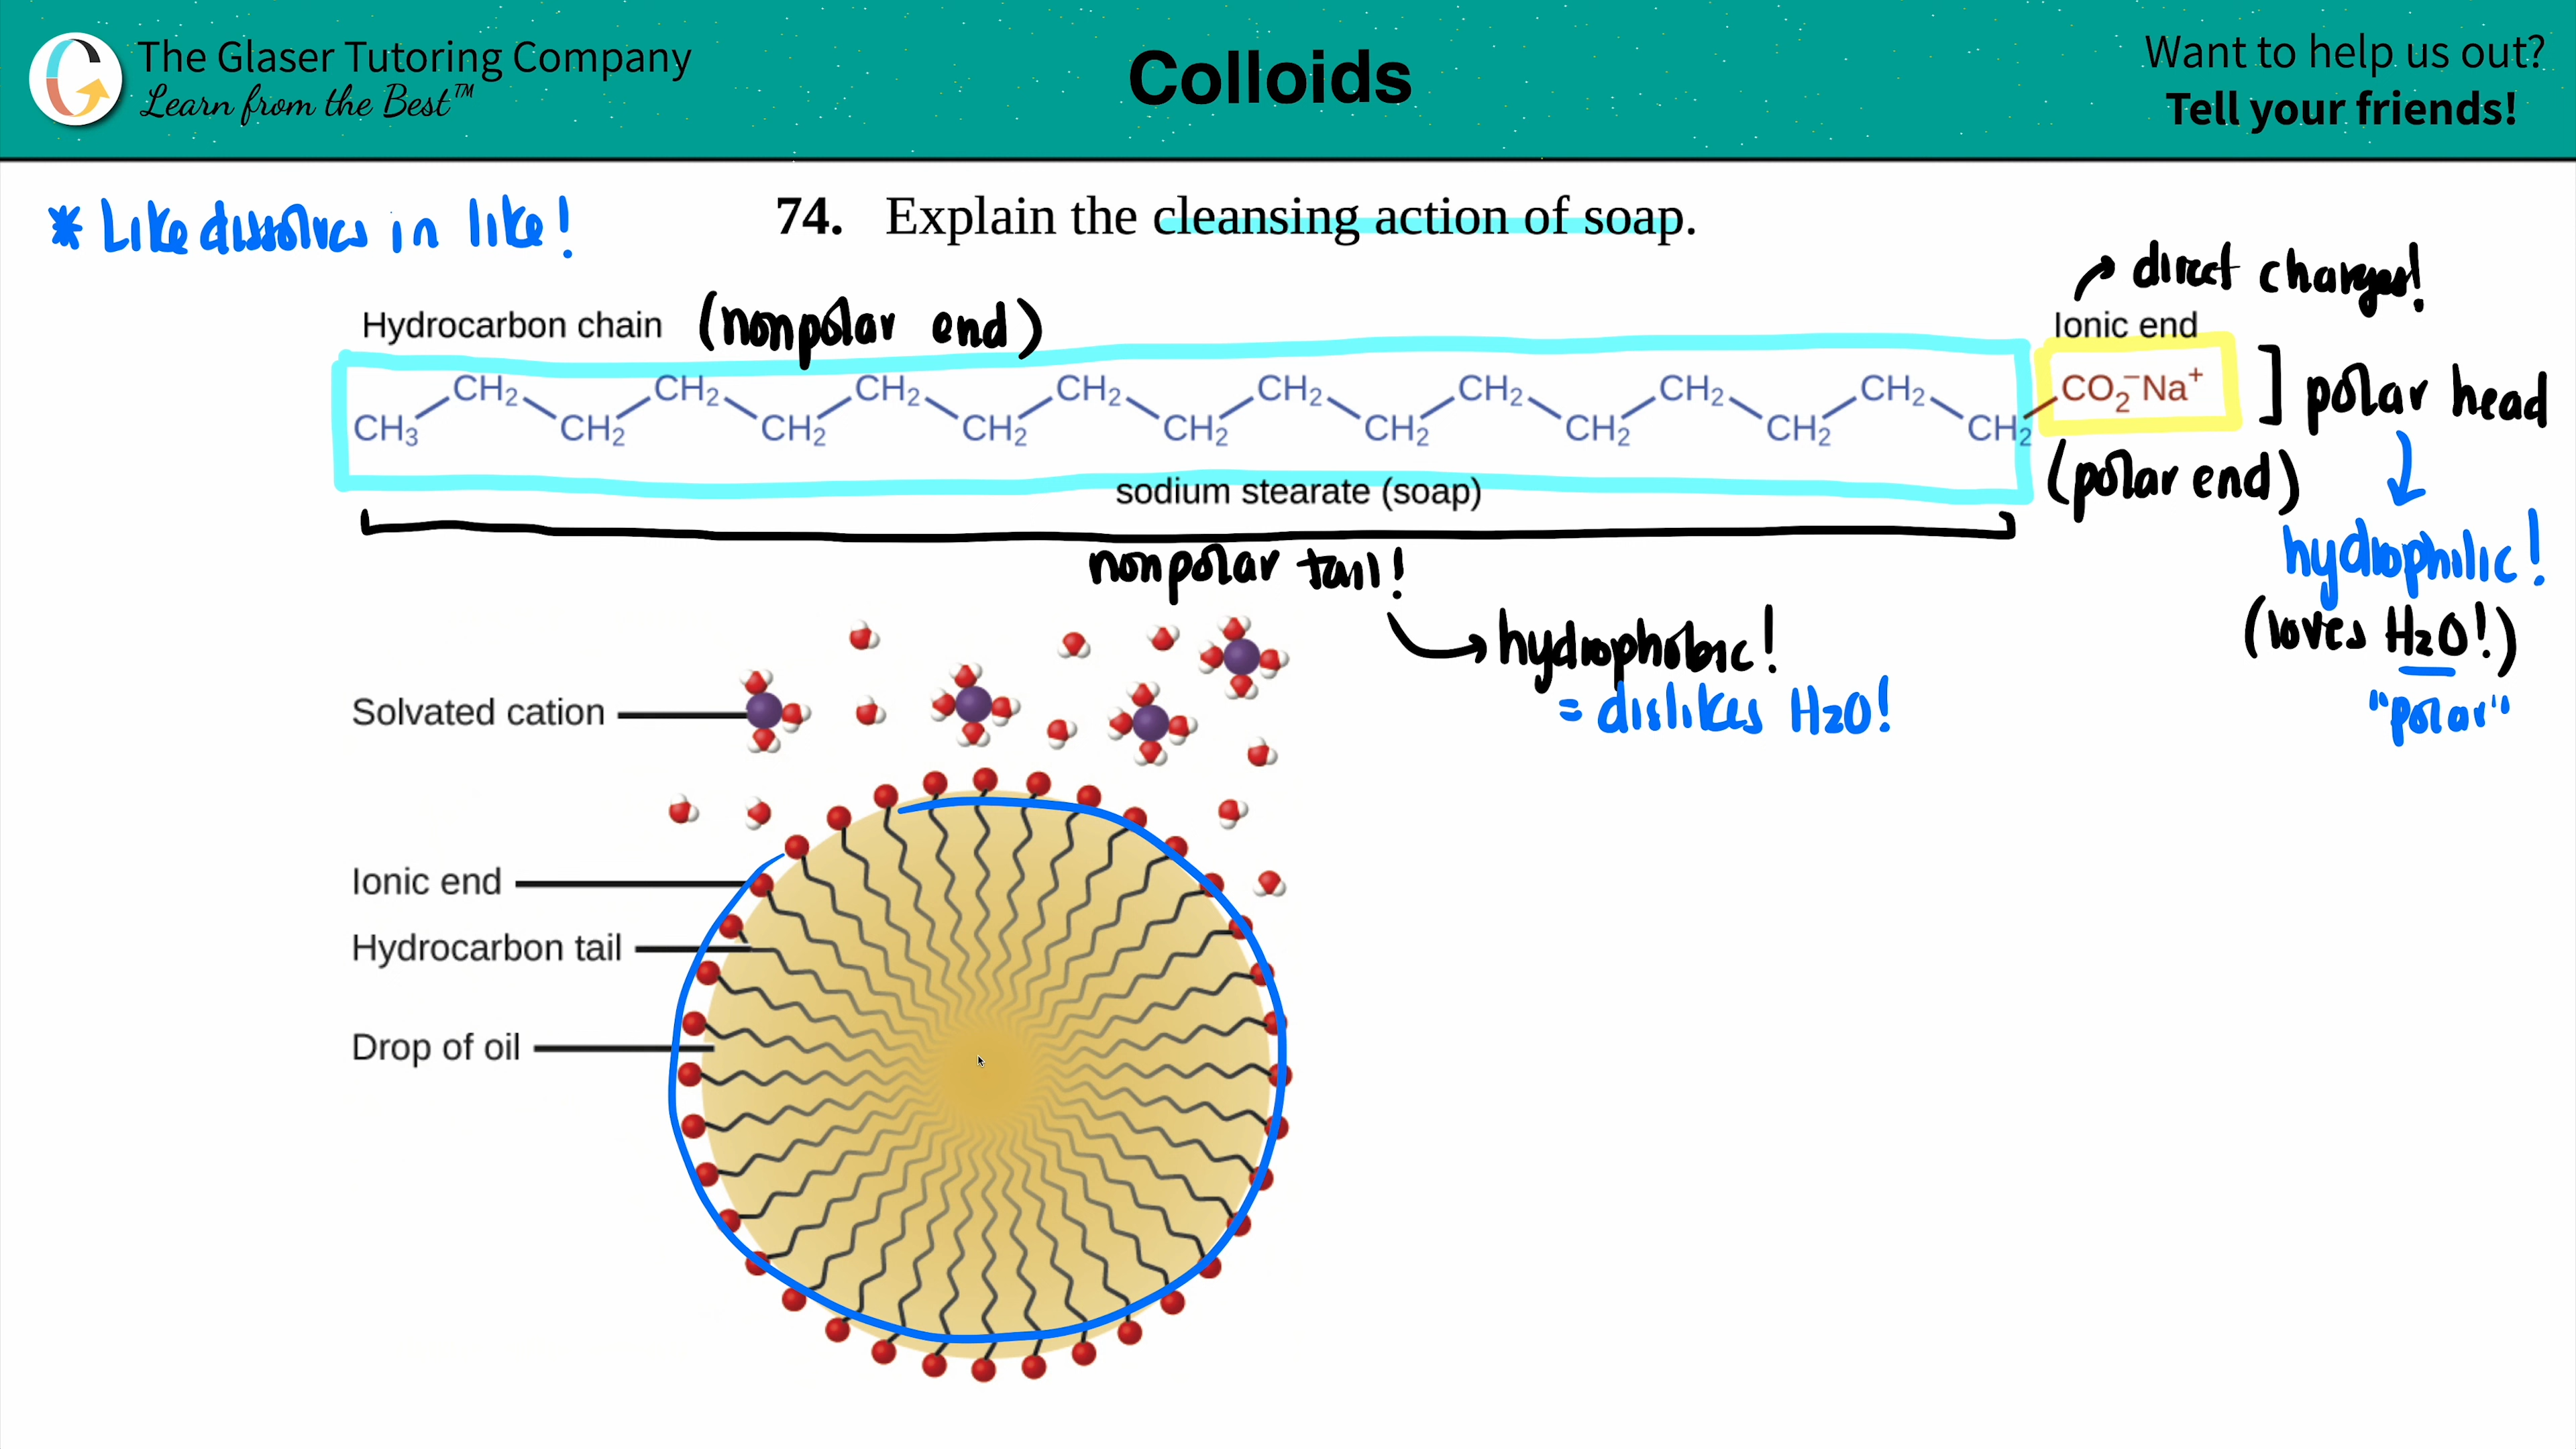 The Glaser Tutoring Company
Learn from the Best™
Colloids
Want to help us out?
Tell your friends!
* Like dissolves in like!
74. Explain the cleansing action of soap.
direct charges!
Hydrocarbon chain (nonpolar end)
Ionic end
CH₂ CH₂ CH₂ CH₂ CH₂ CH₂ CH₂ CH₂ CO₂⁻Na⁺ ] polar head
CH₃ CH₂ CH₂ CH₂ CH₂ CH₂ CH₂ CH₂ CH₂
(polar end)
sodium stearate (soap)
hydrophilic!
nonpolar tail!
(loves H₂O!)
hydrophobic!
= dislikes H₂O!
"polar"
Solvated cation
Ionic end
Hydrocarbon tail
Drop of oil